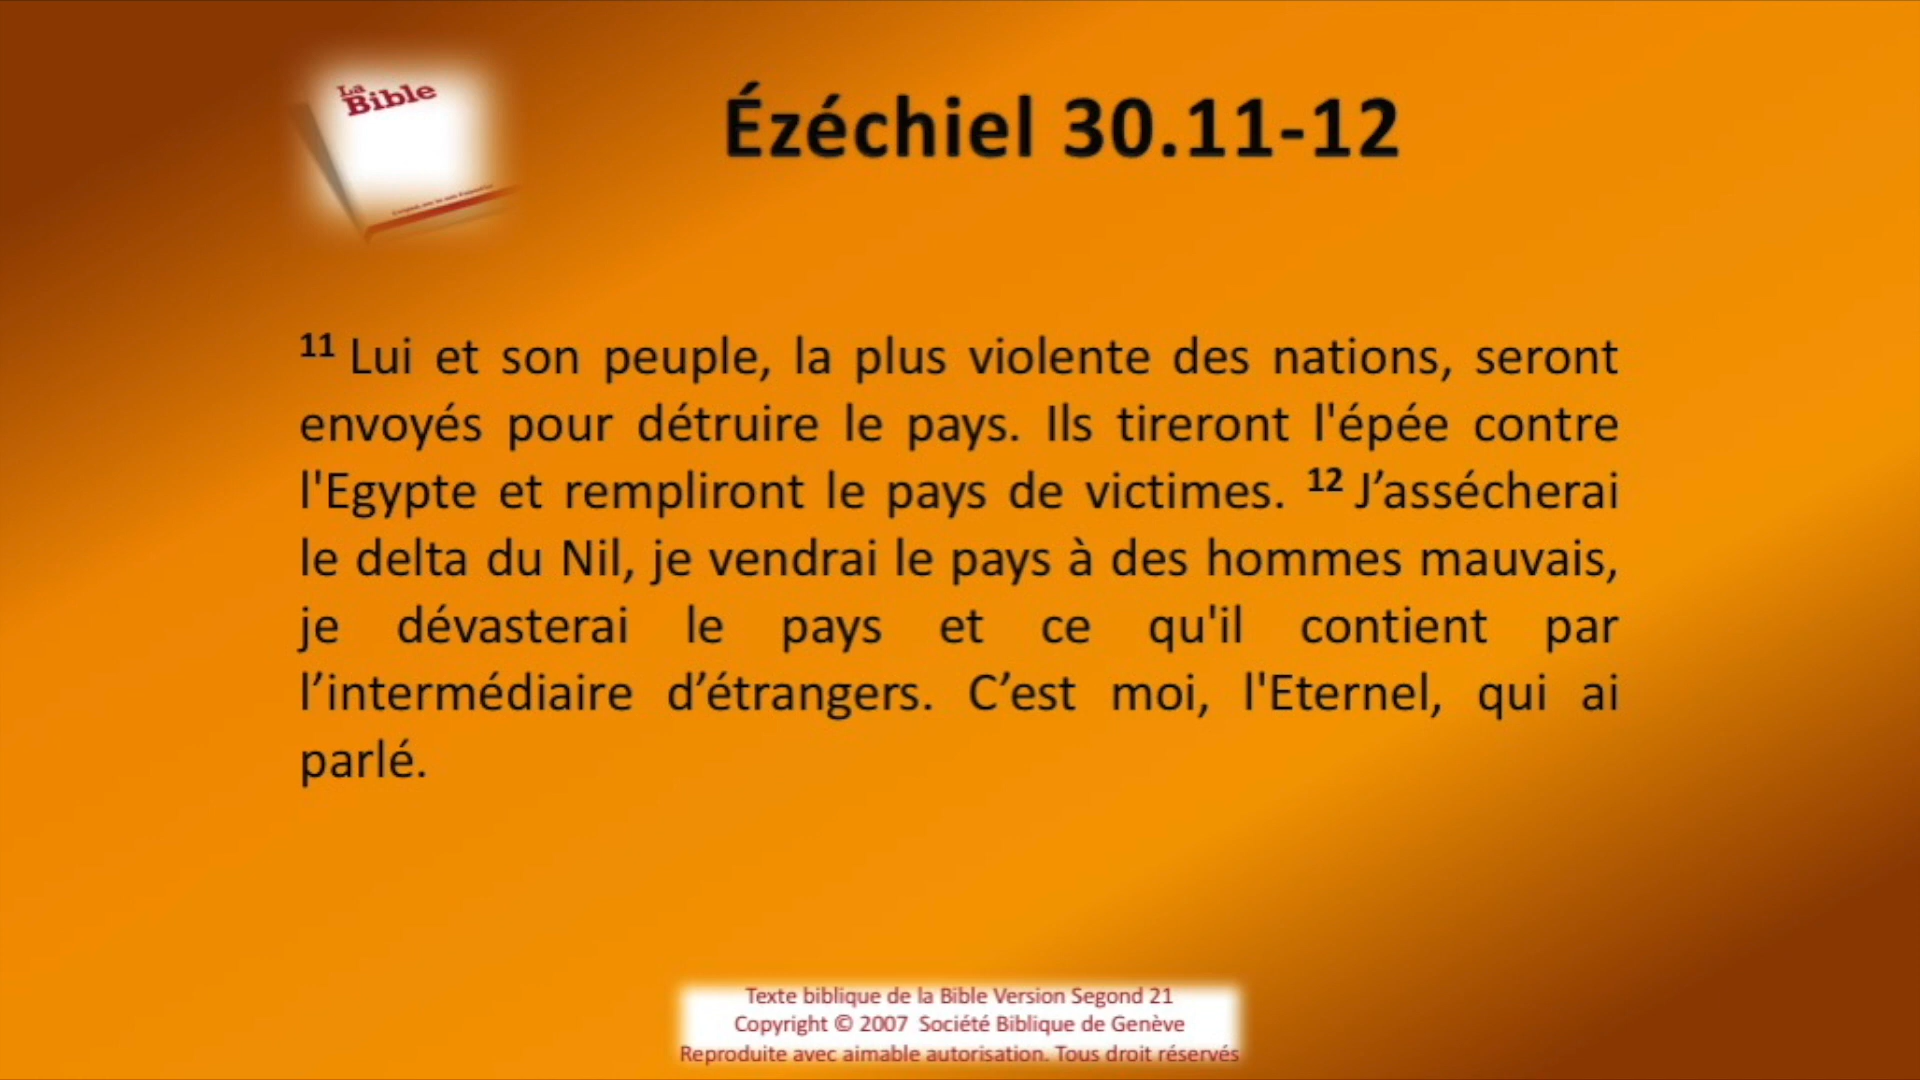 La
Bible
Ézéchiel 30.11-12
11 Lui et son peuple, la plus violente des nations, seront
envoyés pour détruire le pays. Ils tireront l'épée contre
l'Egypte et rempliront le pays de victimes. 12 J’assécherai
le delta du Nil, je vendrai le pays à des hommes mauvais,
je dévasterai le pays et ce qu'il contient par
l’intermédiaire d’étrangers. C’est moi, l'Eternel, qui ai
parlé.
Texte biblique de la Bible Version Segond 21
Copyright © 2007 Société Biblique de Genève
Reproduite avec aimable autorisation. Tous droit réservés